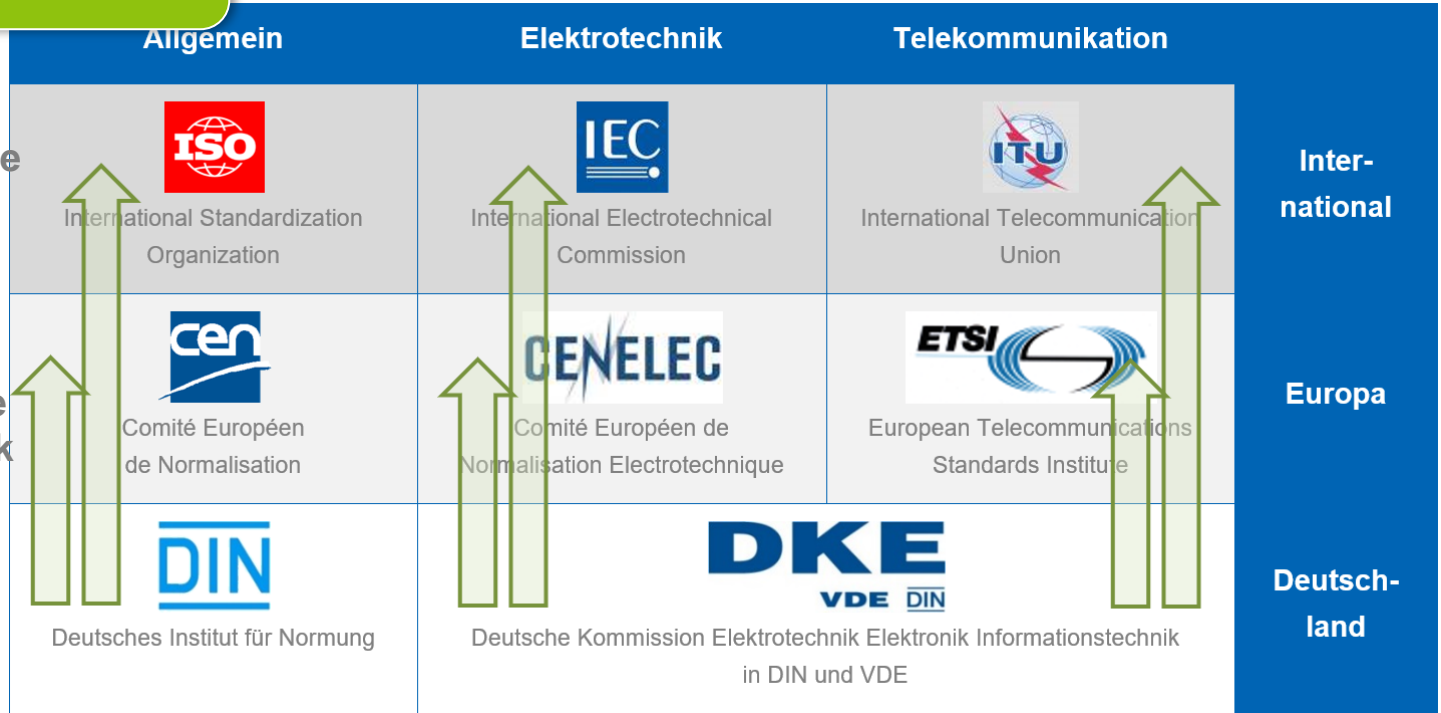 Allgemein Elektrotechnik Telekommunikation
ISO IEC ITU
International Standardization International Electrotechnical International Telecommunication
Organization Commission Union
Inter-
national
cen CENELEC ETSI
Comité Européen Comité Européen de European Telecommunications
de Normalisation Normalisation Electrotechnique Standards Institute
Europa
DIN DKE
VDE DIN
Deutsches Institut für Normung Deutsche Kommission Elektrotechnik Elektronik Informationstechnik
in DIN und VDE
Deutsch-
land